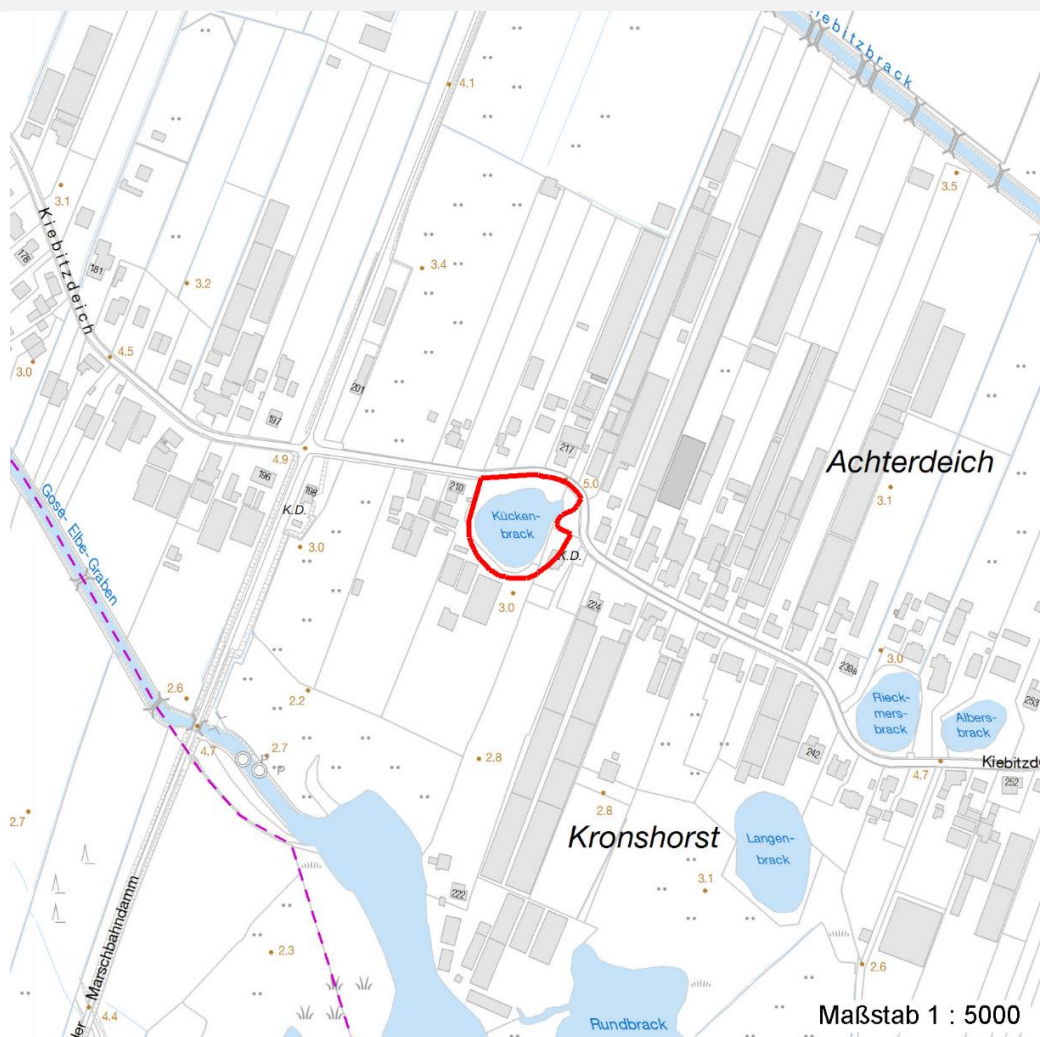 Kiebitzbrack
4.1
3.5
3.1
Kiebitzdeich
178
181
3.2
3.4
4.5
3.0
201
197
4.9
217
5.0
Achterdeich
3.1
196
198
210
K.D.
Kücken-
brack
Gose-Elbe-Graben
3.0
K.D.
3.0
224
239a
3.0
2.6
2.2
Rieck-
mers-
brack
Albers-
brack
253
4.7
2.7
P
P
2.8
242
4.7
Kiebitzde
252
2.7
2.8
Kronshorst
Langen-
brack
3.1
222
2.3
2.6
Marschbahndamm
der
4.4
Rundbrack
Maßstab 1 : 5000